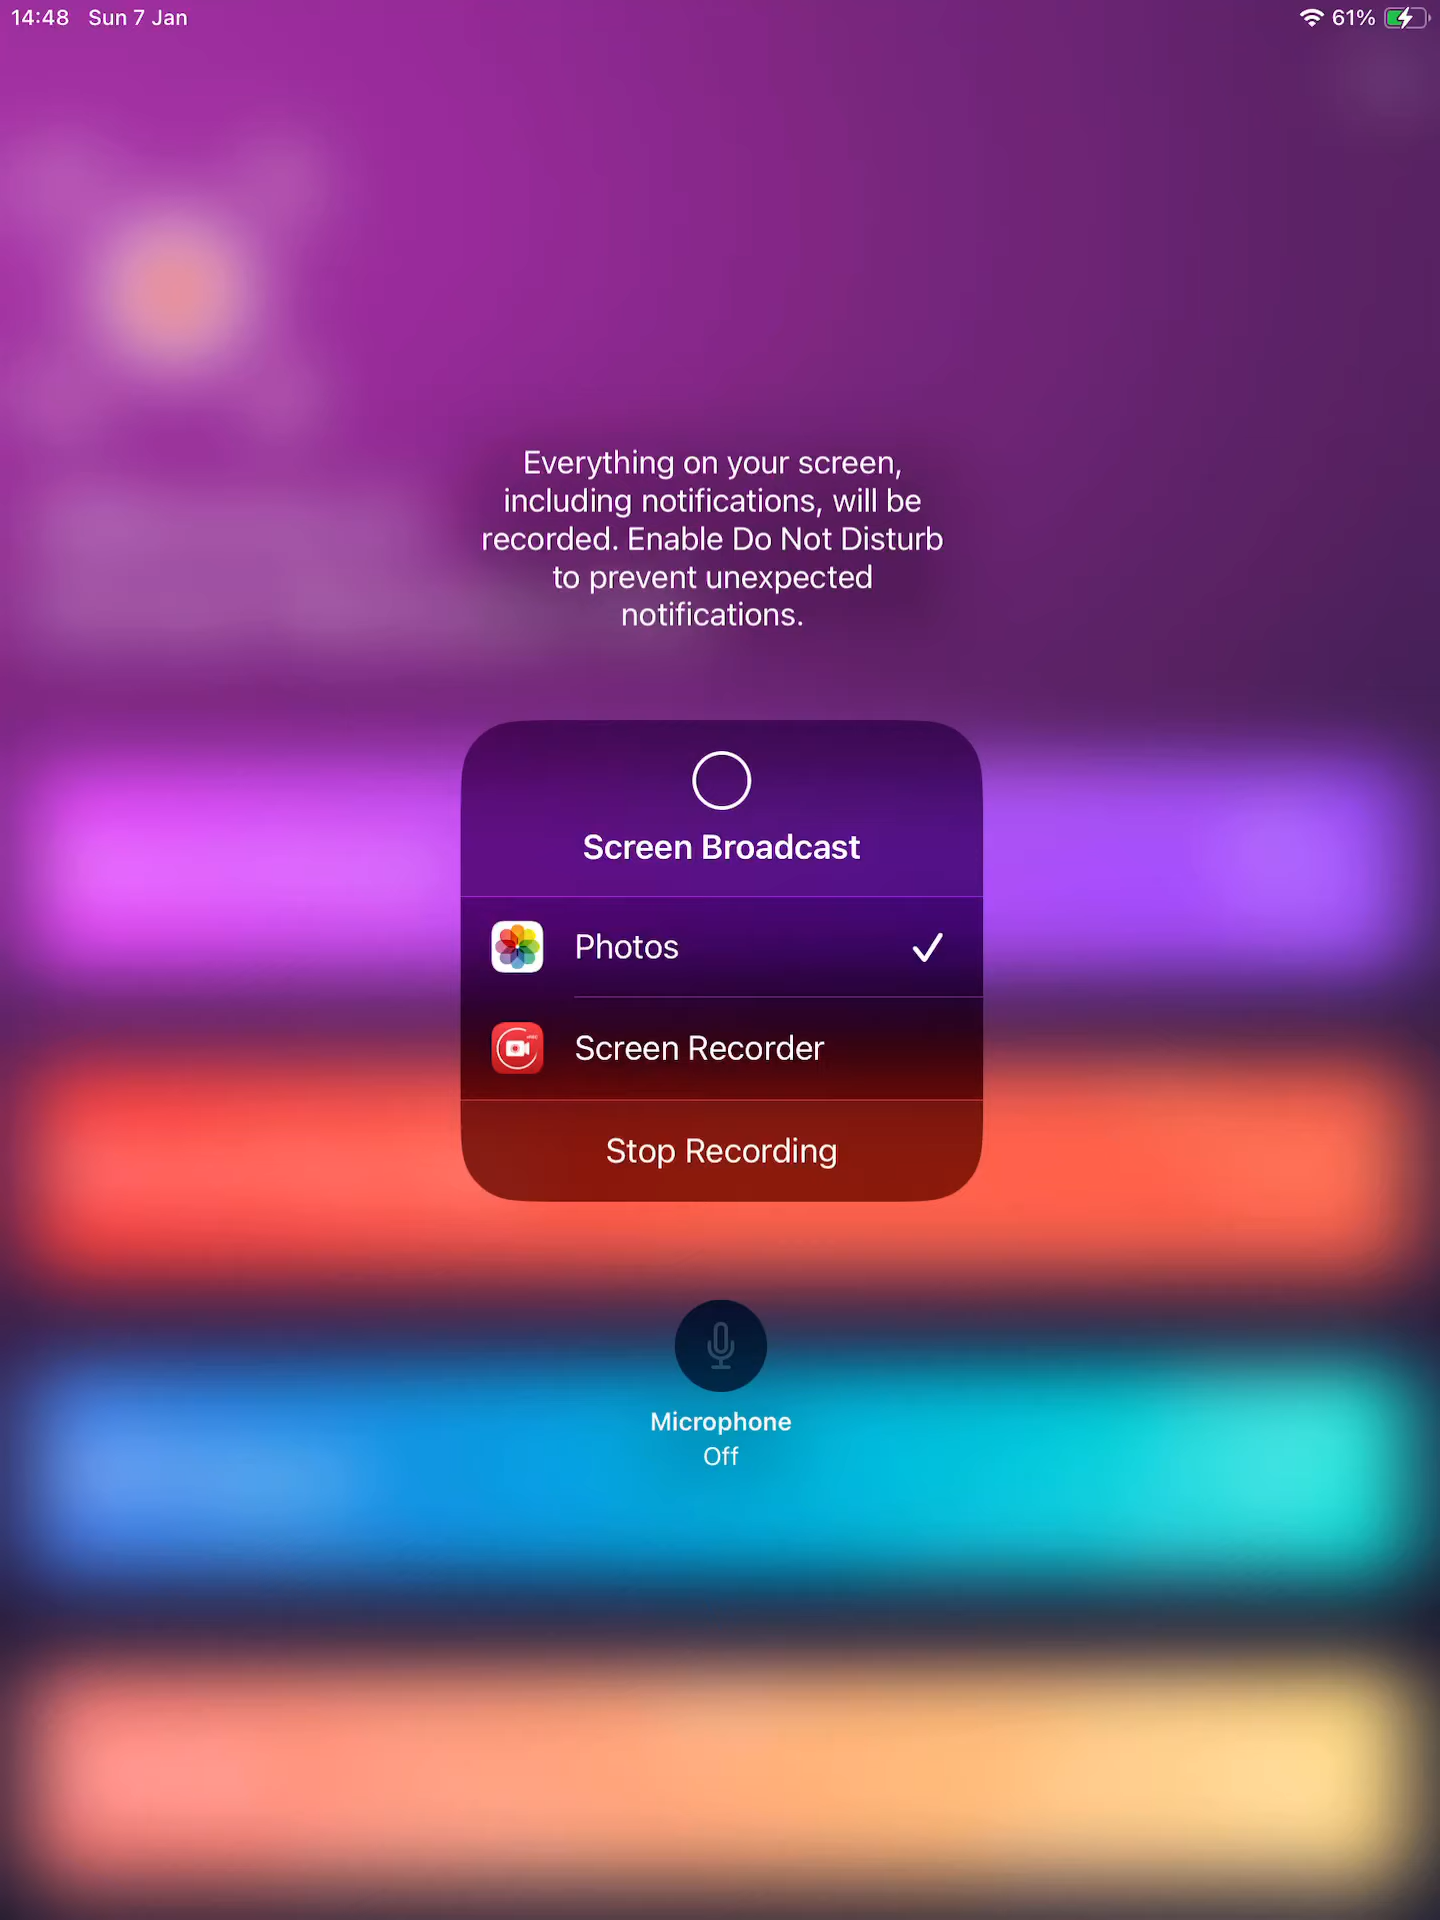 14:48 Sun 7 Jan 61%
Everything on your screen,
including notifications, will be
recorded. Enable Do Not Disturb
to prevent unexpected
notifications.
Screen Broadcast
Photos
Screen Recorder
Stop Recording
Microphone
Off